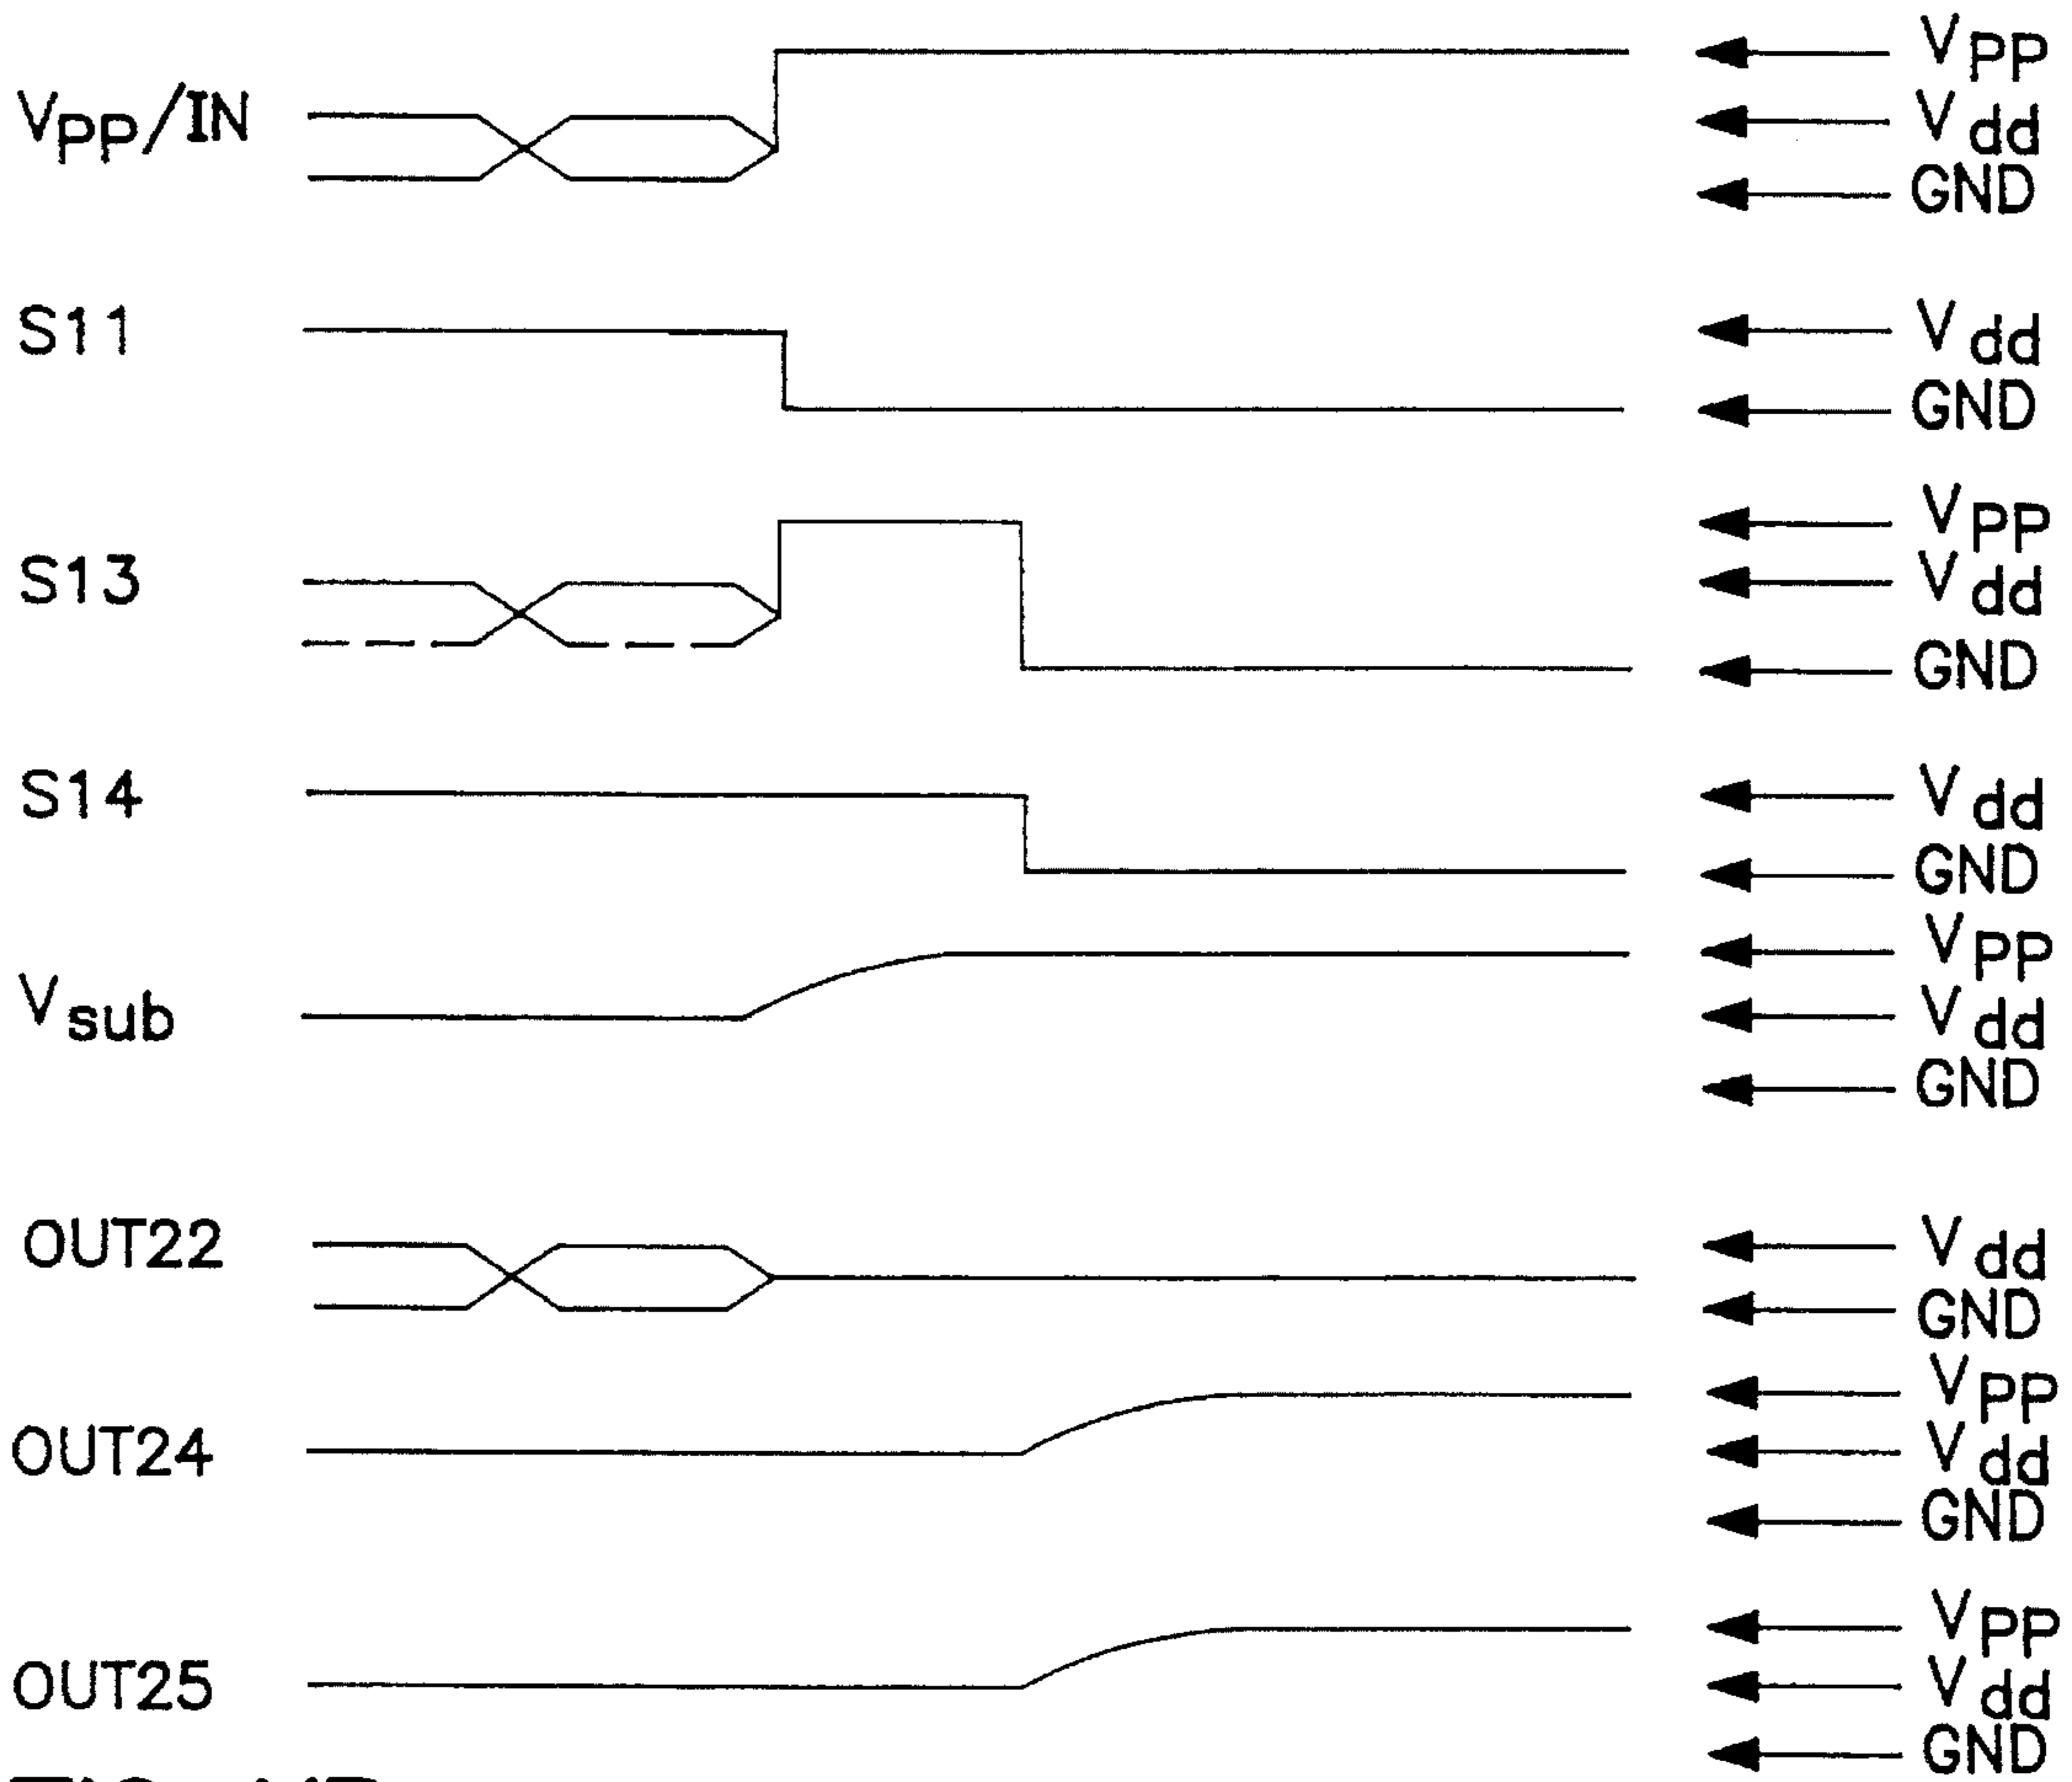 VPP/IN
VPP
Vdd
GND
S11
Vdd
GND
S13
VPP
Vdd
GND
S14
Vdd
GND
Vsub
VPP
Vdd
GND
OUT22
Vdd
GND
OUT24
VPP
Vdd
GND
OUT25
VPP
Vdd
GND